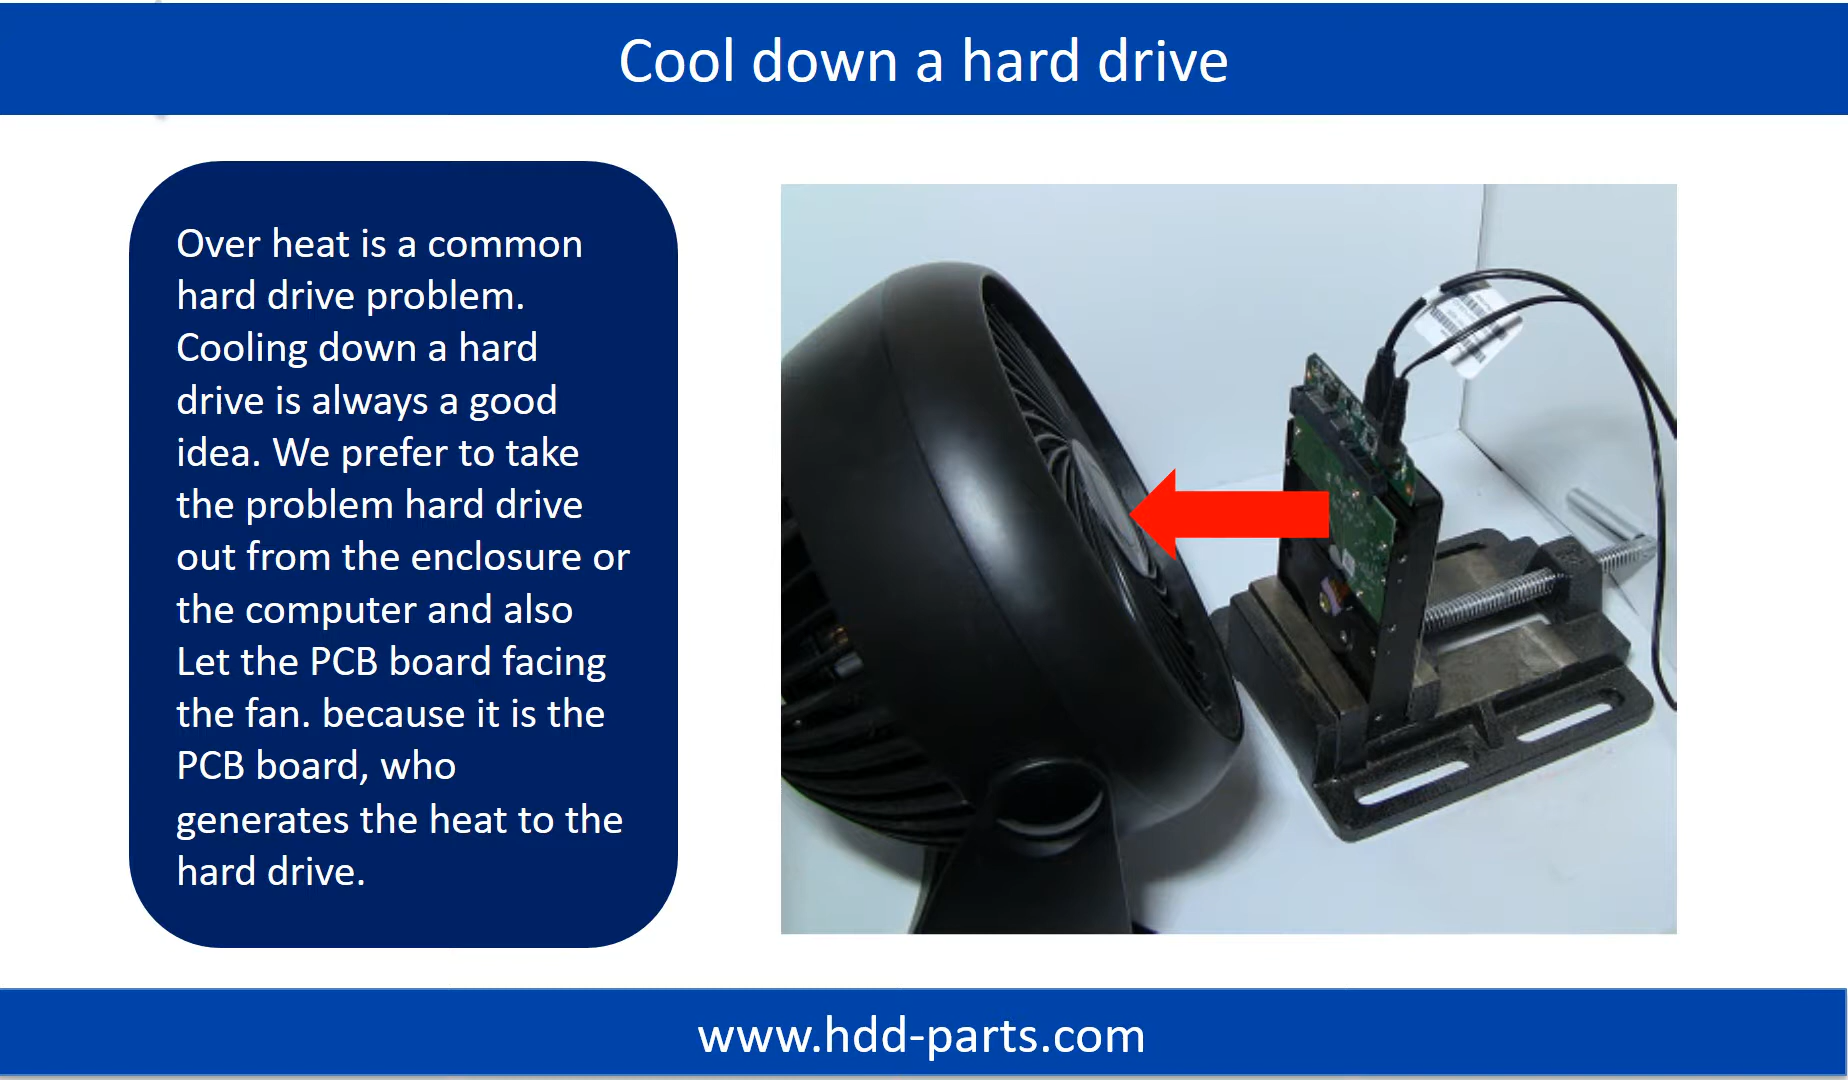 Cool down a hard drive
Over heat is a common
hard drive problem.
Cooling down a hard
drive is always a good
idea. We prefer to take
the problem hard drive
out from the enclosure or
the computer and also
Let the PCB board facing
the fan. because it is the
PCB board, who
generates the heat to the
hard drive.
www.hdd-parts.com